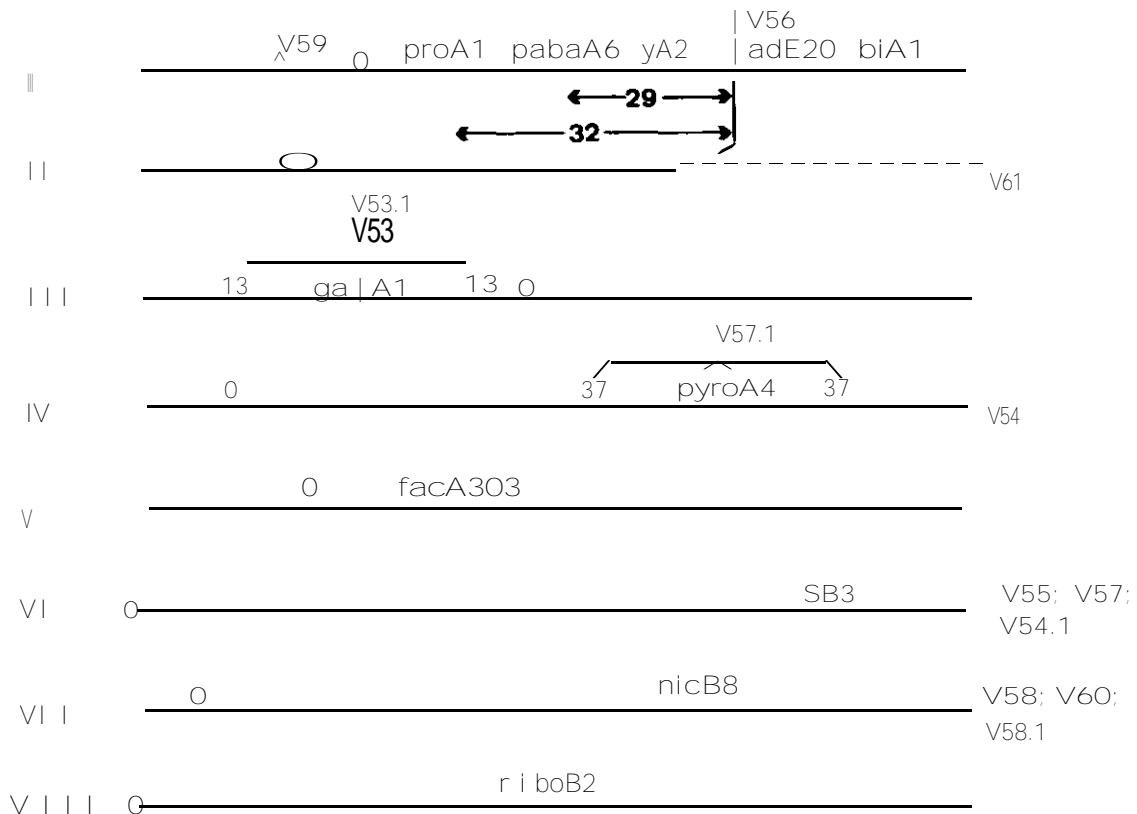 V56
V59 0 proA1 pabaA6 yA2 adE20 biA1
29
32
II
V61
V53.1
V53
III 13 galA1 13 0
V57.1
0 37 pyroA4 37
IV V54
0 facA303
V
SB3
VI 0 V55; V57;
V54.1
0 nicB8
VII V58; V60;
V58.1
riboB2
VIII 0